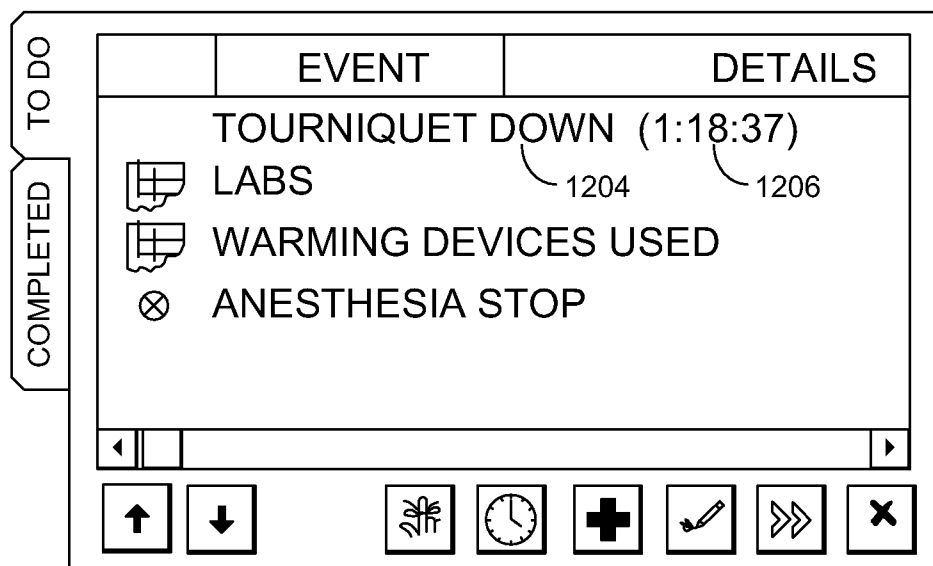 TO DO
COMPLETED
EVENT DETAILS
TOURNIQUET DOWN (1:18:37)
LABS 1204 1206
WARMING DEVICES USED
ANESTHESIA STOP